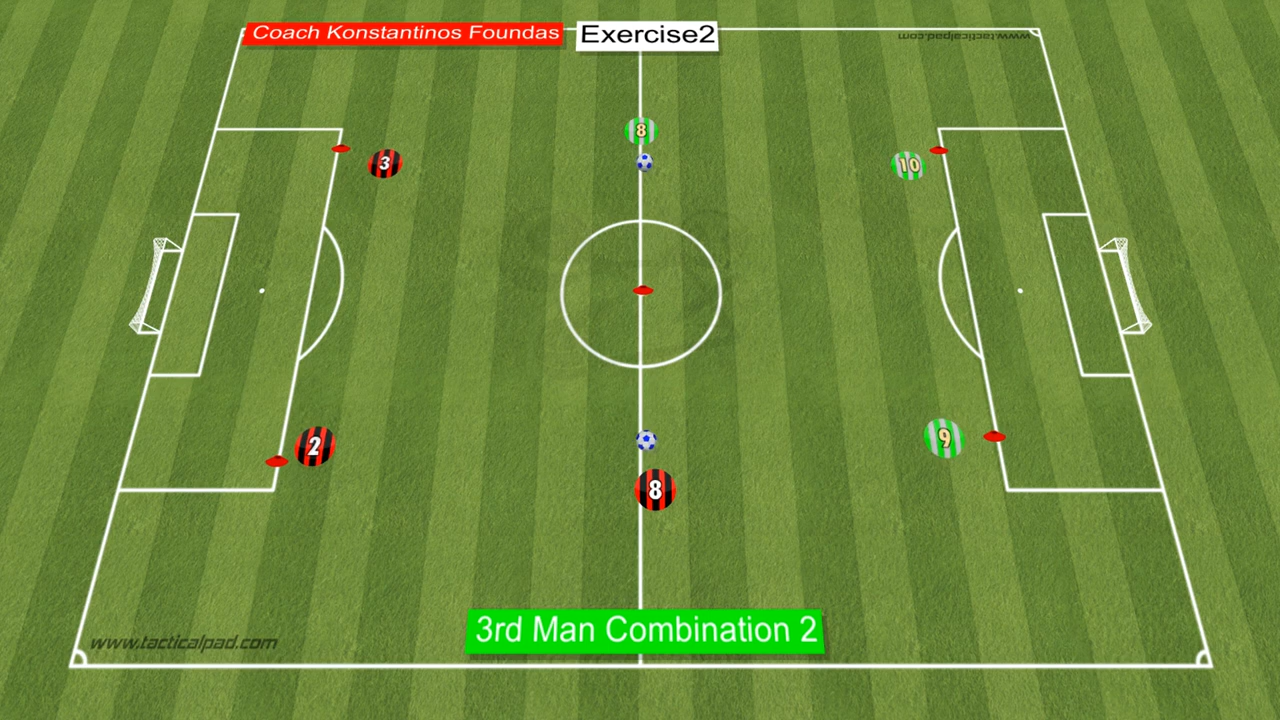 Coach Konstantinos Foundas
Exercise2
www.tacticalpad.com
8
3
10
2
9
8
3rd Man Combination 2
www.tacticalpad.com